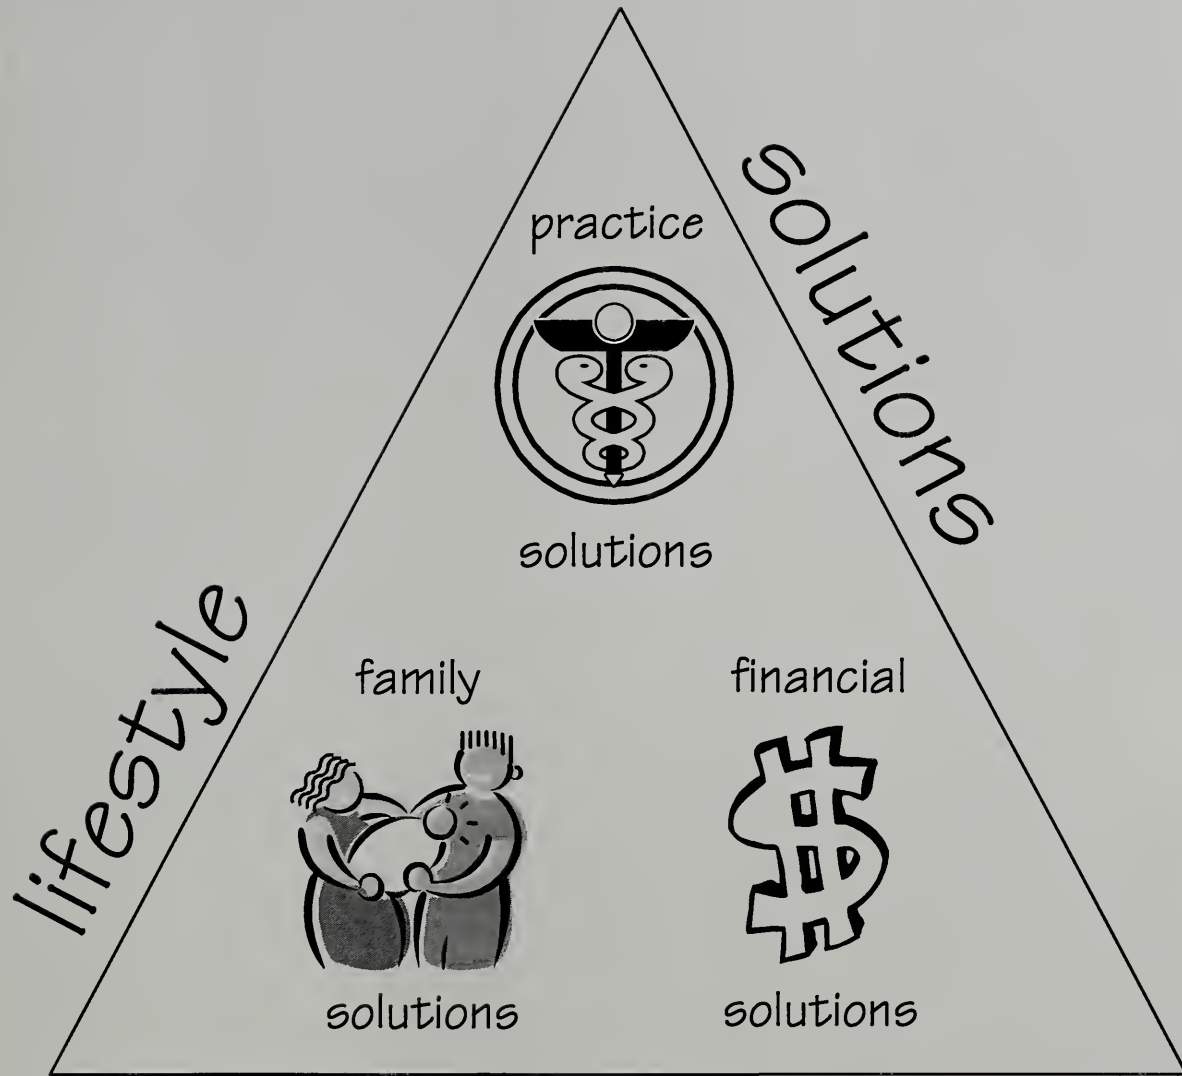 lifestyle
solutions
practice
solutions
family
solutions
financial
solutions